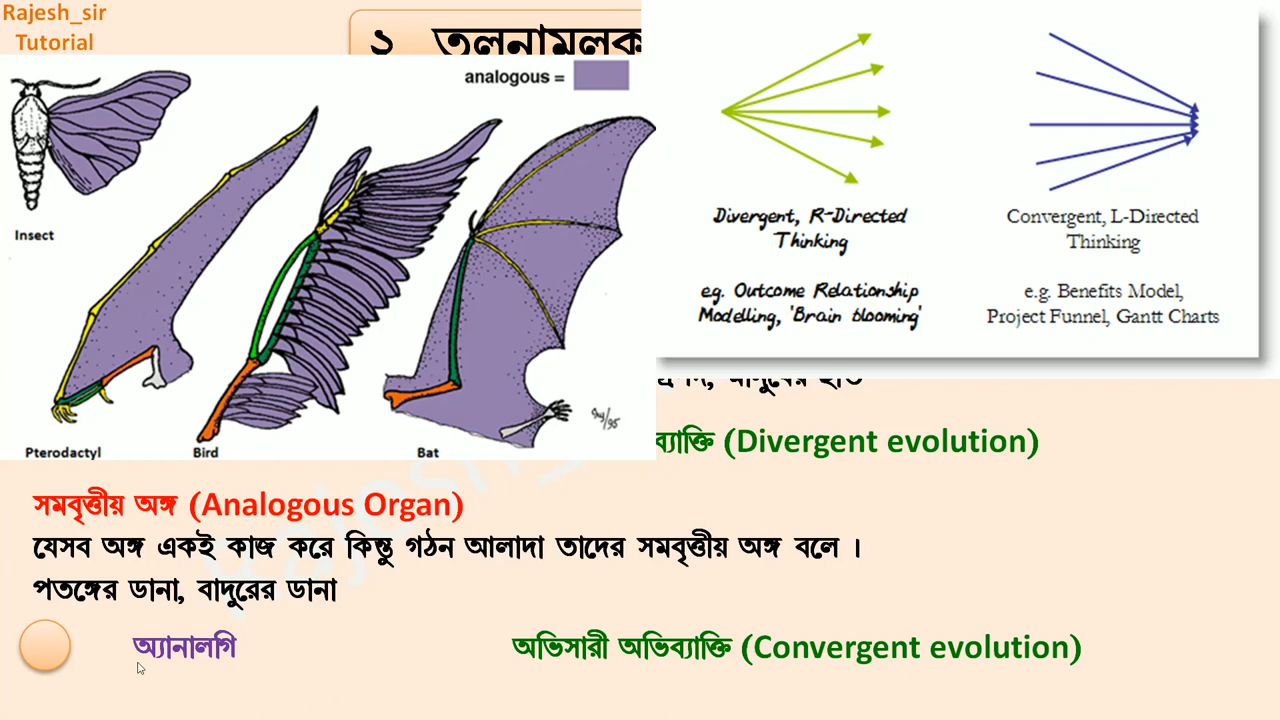 Rajesh_sir
Tutorial
analogous =
Insect
Pterodactyl
Bird
Bat
Divergent, R-Directed
Thinking
e.g. Outcome Relationship
Modelling, 'Brain blooming'
Convergent, L-Directed
Thinking
e.g. Benefits Model,
Project Funnel, Gantt Charts
(Divergent evolution)
সমবৃত্তীয় অঙ্গ (Analogous Organ)
যেসব অঙ্গ একই কাজ করে কিন্তু গঠন আলাদা তাদের সমবৃত্তীয় অঙ্গ বলে ।
পতঙ্গের ডানা, বাদুরের ডানা
অ্যানালগি
অভিসারী অভিব্যাক্তি (Convergent evolution)